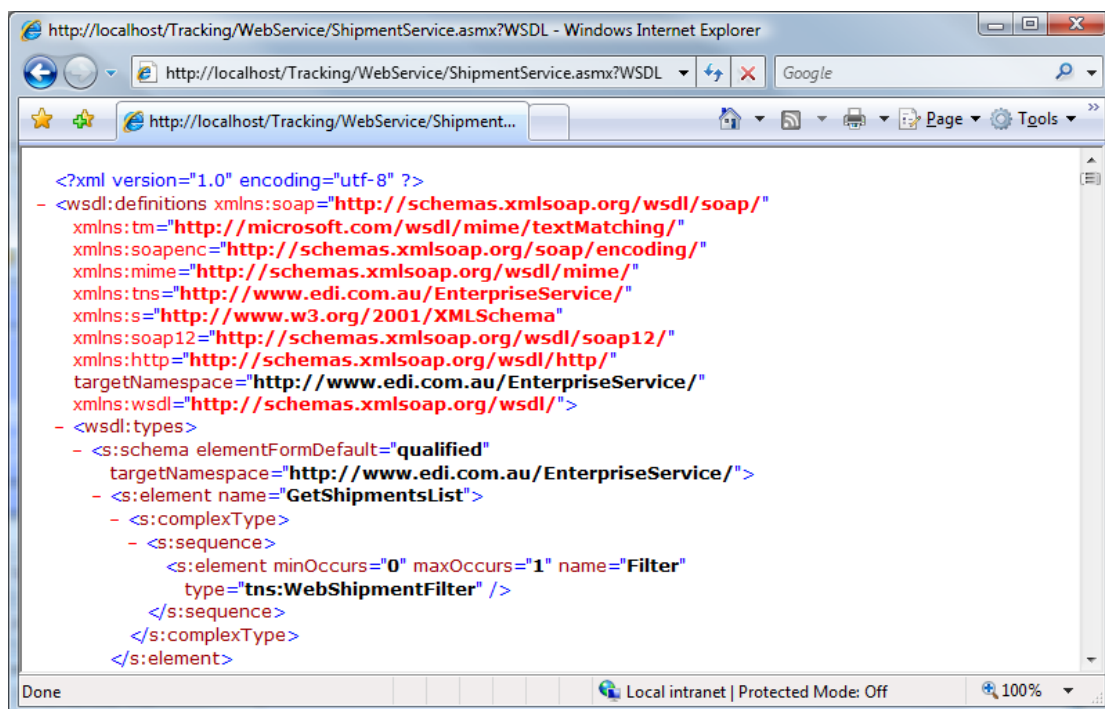 http://localhost/Tracking/WebService/ShipmentService.asmx?WSDL - Windows Internet Explorer
http://localhost/Tracking/WebService/ShipmentService.asmx?WSDL
Google
http://localhost/Tracking/WebService/Shipment...
Page
Tools
»
<?xml version="1.0" encoding="utf-8" ?>
- <wsdl:definitions xmlns:soap="http://schemas.xmlsoap.org/wsdl/soap/"
xmlns:tm="http://microsoft.com/wsdl/mime/textMatching/"
xmlns:soapenc="http://schemas.xmlsoap.org/soap/encoding/"
xmlns:mime="http://schemas.xmlsoap.org/wsdl/mime/"
xmlns:tns="http://www.edi.com.au/EnterpriseService/"
xmlns:s="http://www.w3.org/2001/XMLSchema"
xmlns:soap12="http://schemas.xmlsoap.org/wsdl/soap12/"
xmlns:http="http://schemas.xmlsoap.org/wsdl/http/"
targetNamespace="http://www.edi.com.au/EnterpriseService/"
xmlns:wsdl="http://schemas.xmlsoap.org/wsdl/">
- <wsdl:types>
- <s:schema elementFormDefault="qualified"
targetNamespace="http://www.edi.com.au/EnterpriseService/">
- <s:element name="GetShipmentsList">
- <s:complexType>
- <s:sequence>
<s:element minOccurs="0" maxOccurs="1" name="Filter"
type="tns:WebShipmentFilter" />
</s:sequence>
</s:complexType>
</s:element>
Done
Local intranet | Protected Mode: Off
100%